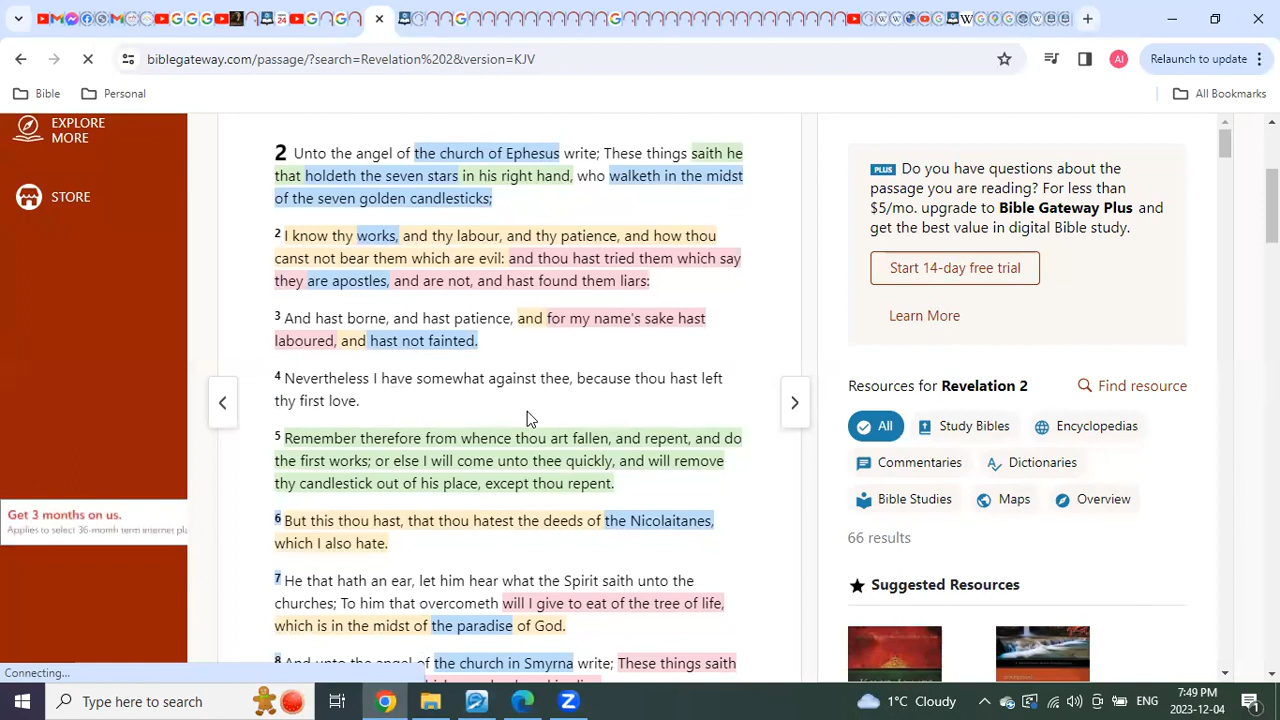 24
biblegateway.com/passage/?search=Revelation%202&version=KJV
AI
Relaunch to update
Bible
Personal
All Bookmarks
EXPLORE
MORE
STORE
Get 3 months on us.
Applies to select 36-month term internet pla
2 Unto the angel of the church of Ephesus write; These things saith he
that holdeth the seven stars in his right hand, who walketh in the midst
of the seven golden candlesticks;
2 I know thy works, and thy labour, and thy patience, and how thou
canst not bear them which are evil: and thou hast tried them which say
they are apostles, and are not, and hast found them liars:
3 And hast borne, and hast patience, and for my name's sake hast
laboured, and hast not fainted.
4 Nevertheless I have somewhat against thee, because thou hast left
thy first love.
5 Remember therefore from whence thou art fallen, and repent, and do
the first works; or else I will come unto thee quickly, and will remove
thy candlestick out of his place, except thou repent.
6 But this thou hast, that thou hatest the deeds of the Nicolaitanes,
which I also hate.
7 He that hath an ear, let him hear what the Spirit saith unto the
churches; To him that overcometh will I give to eat of the tree of life,
which is in the midst of the paradise of God.
8 And unto the angel of the church in Smyrna write; These things saith
PLUS Do you have questions about the
passage you are reading? For less than
$5/mo. upgrade to Bible Gateway Plus and
get the best value in digital Bible study.
Start 14-day free trial
Learn More
Resources for Revelation 2
Find resource
All
Study Bibles
Encyclopedias
Commentaries
Dictionaries
Bible Studies
Maps
Overview
66 results
Suggested Resources
Connecting...
Type here to search
1°C Cloudy
ENG
7:49 PM
2023-12-04
1